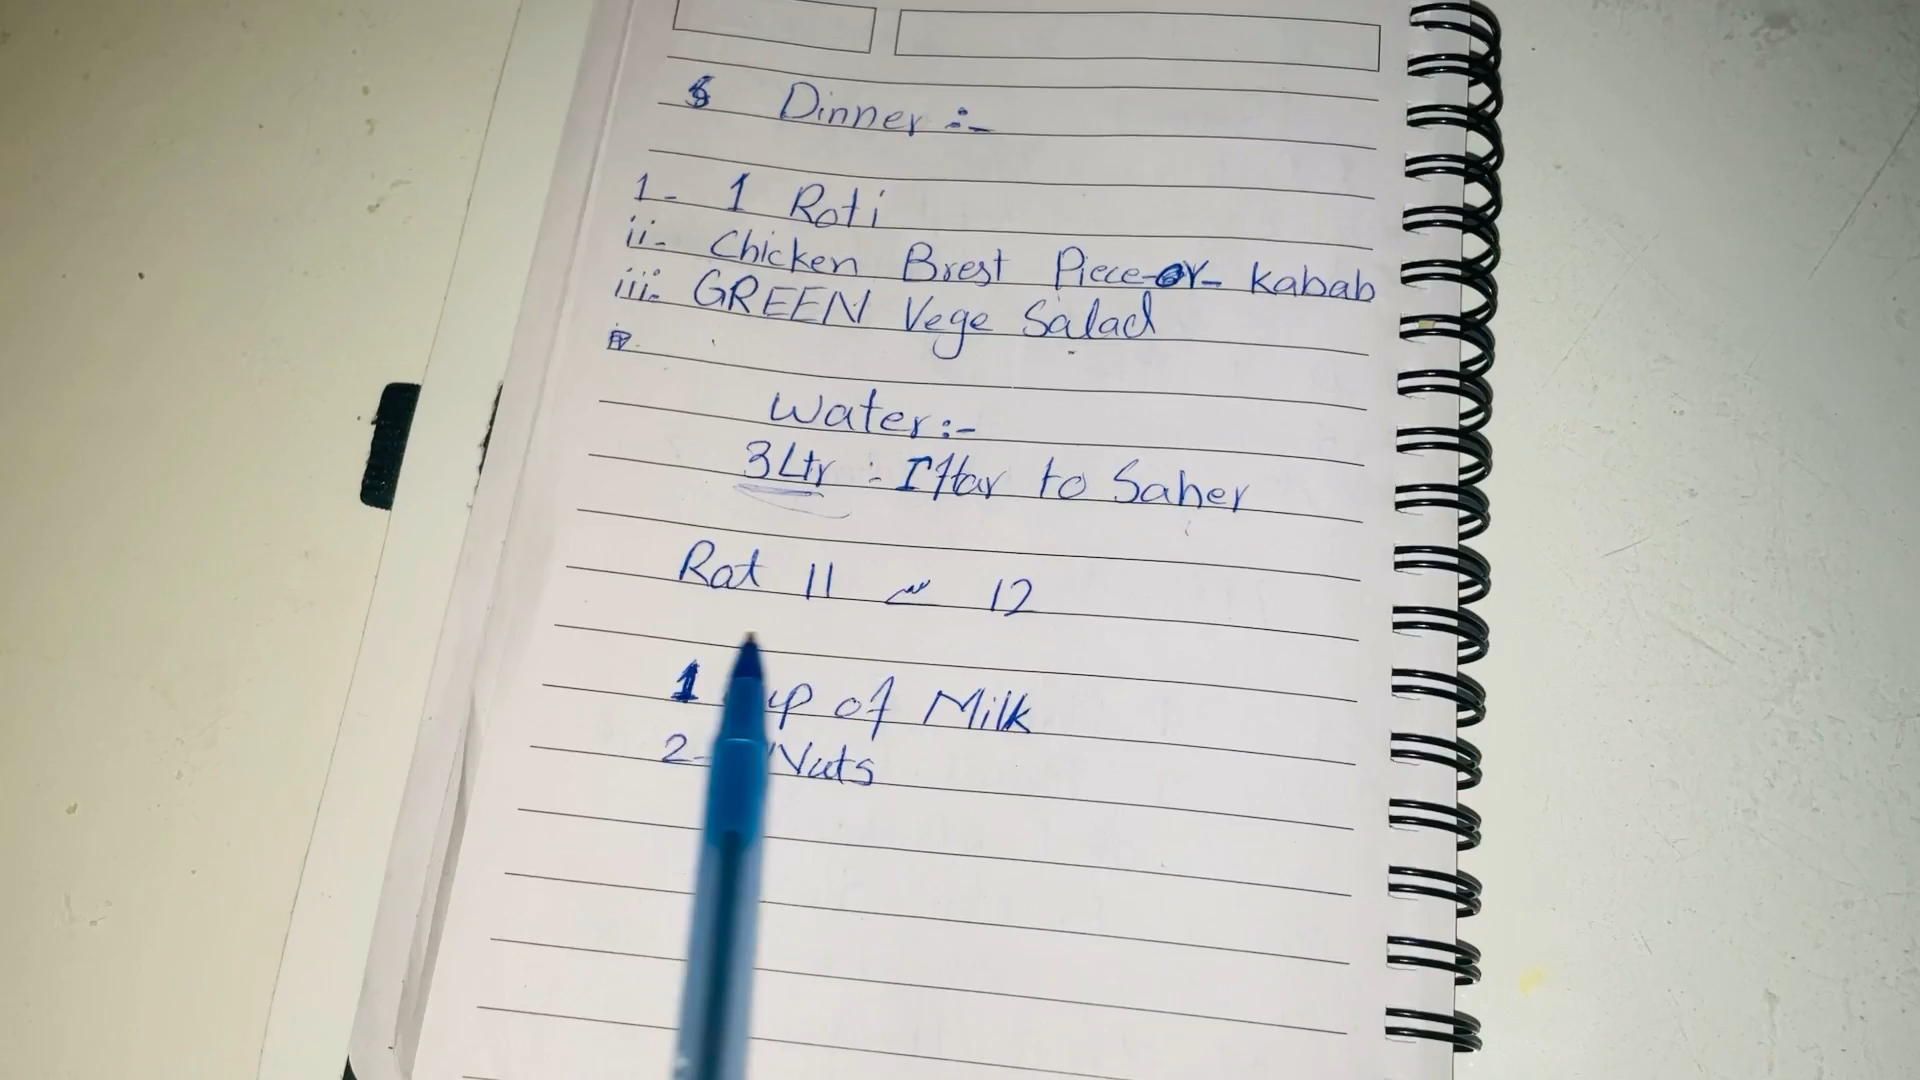 Dinner :-
1- 1 Roti
ii- Chicken Brest Piece-or- Kabab
iii- GREEN Vege Salad
Water:-
3Ltr : Iftar to Saher
Rat 11 سے 12
1 of Milk
2- Nuts